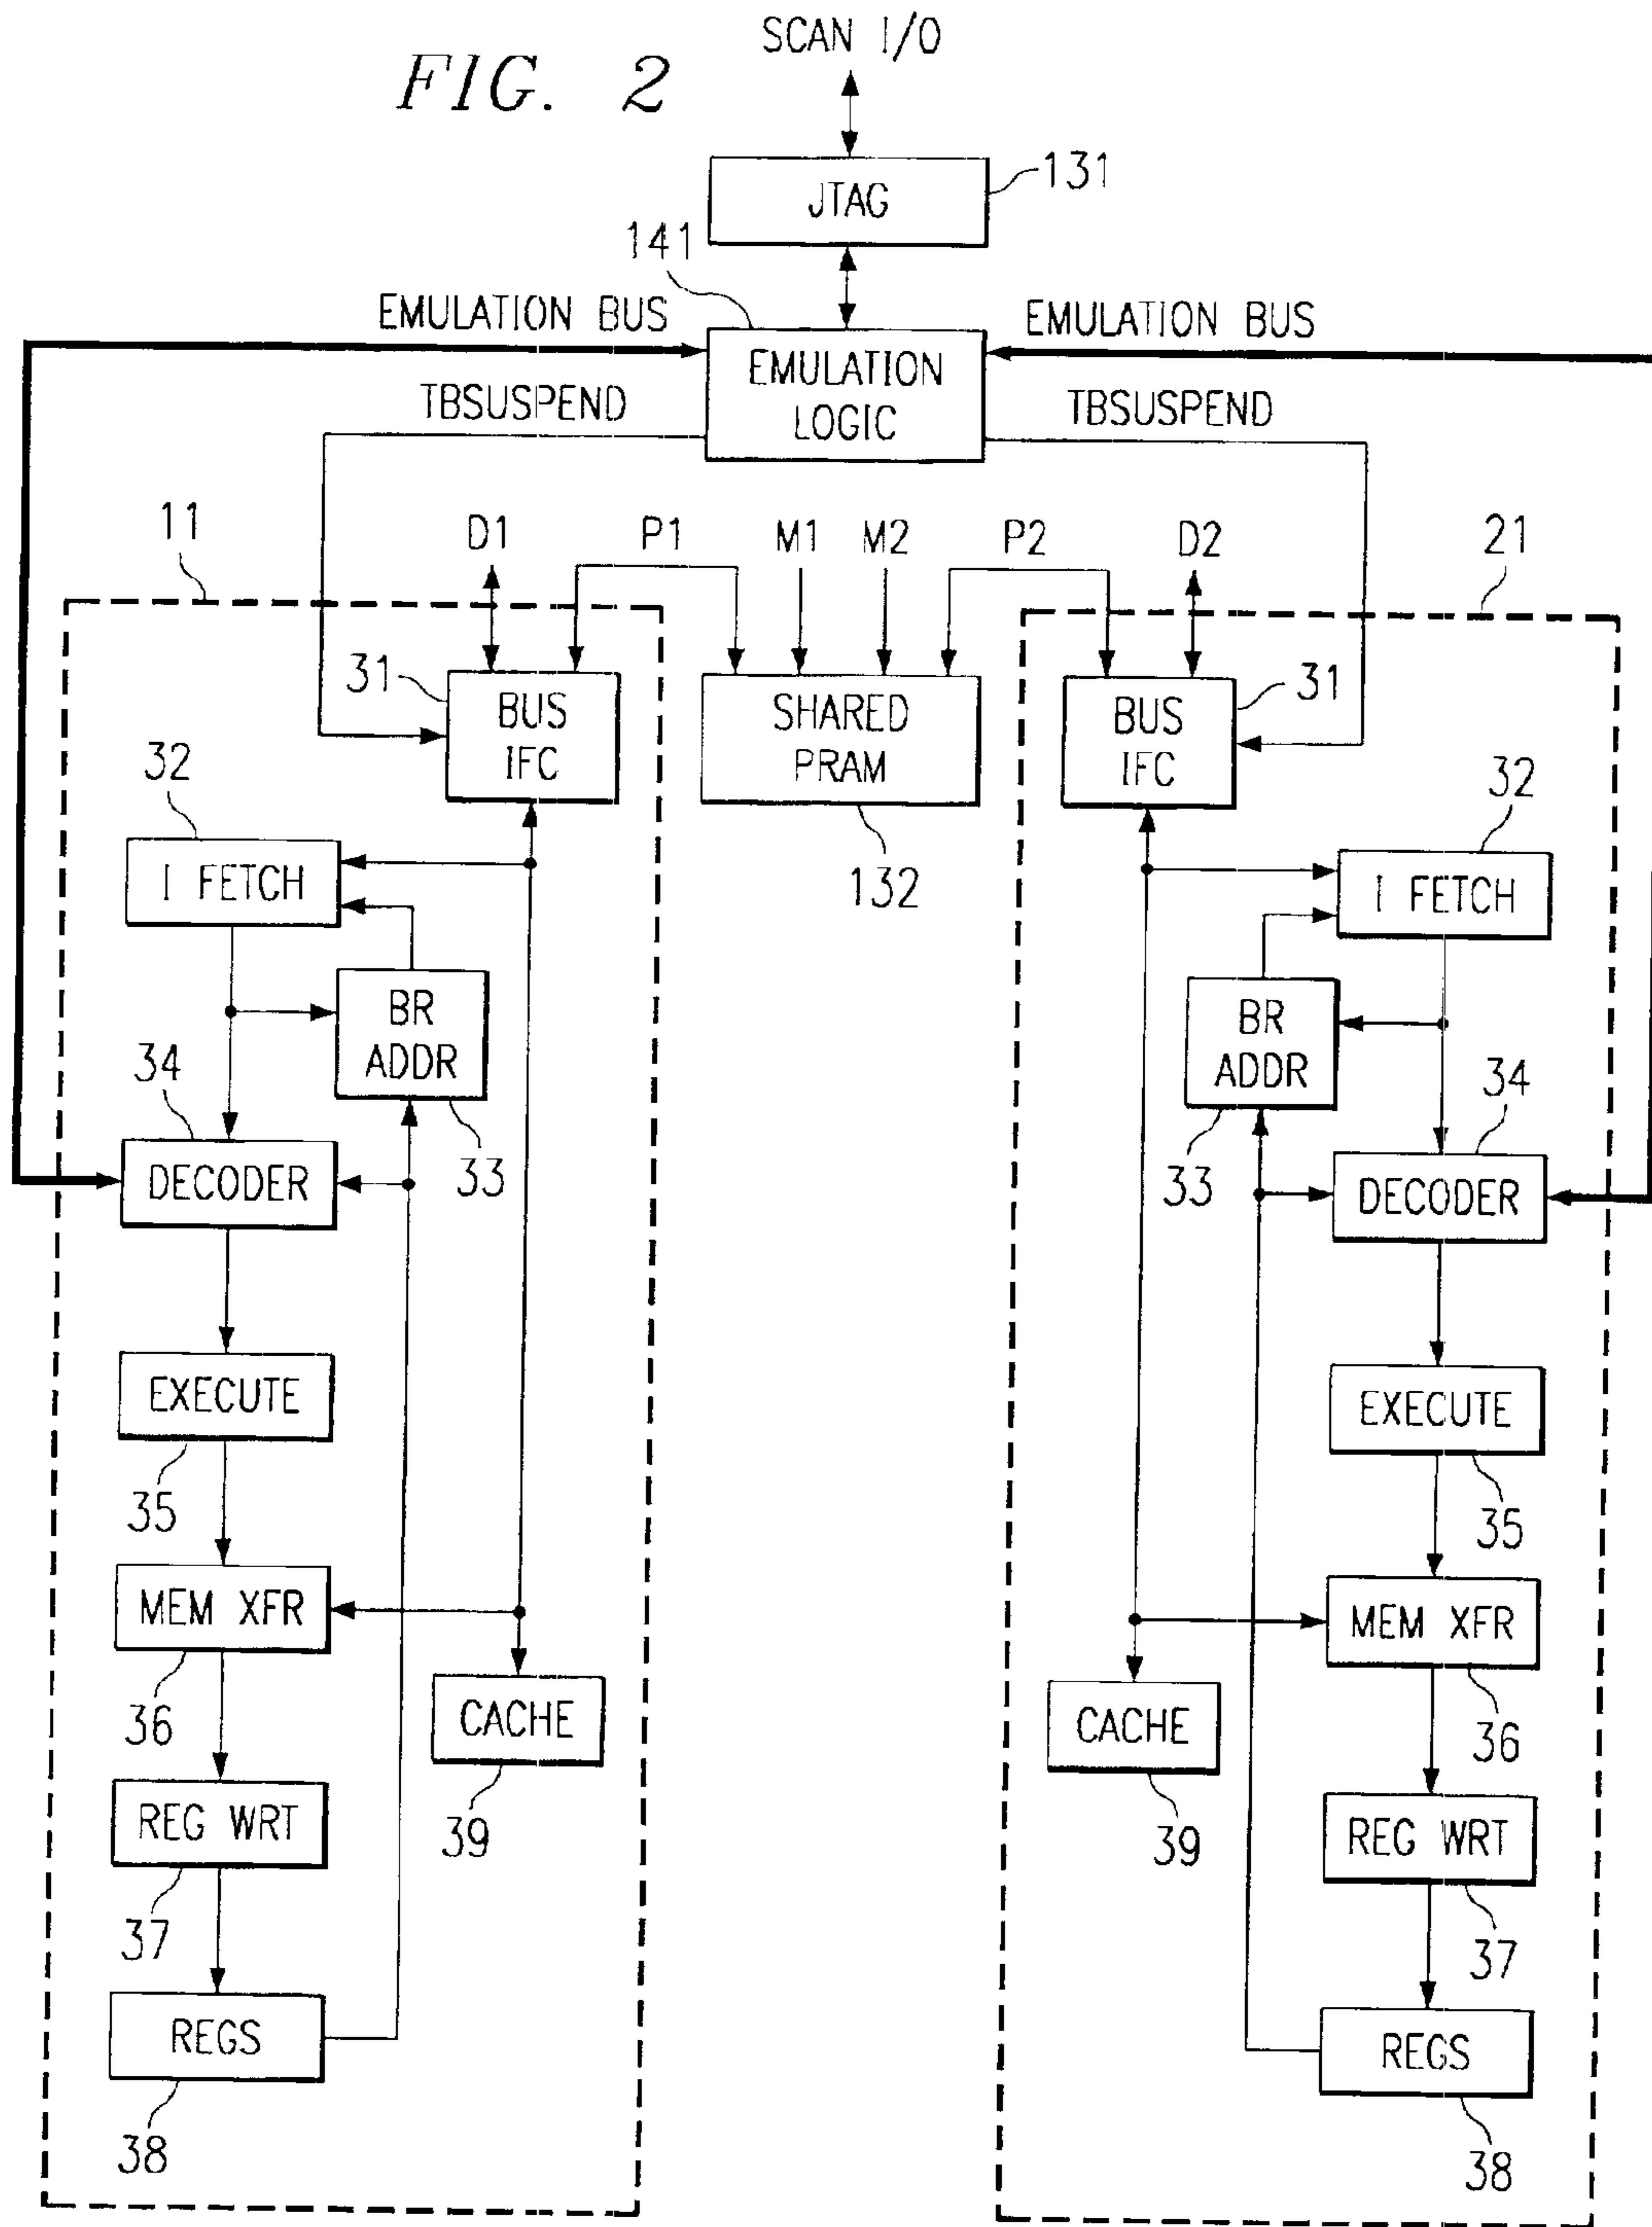 FIG. 2
SCAN I/O
JTAG
131
141
EMULATION BUS
EMULATION BUS
EMULATION
LOGIC
TBSUSPEND
TBSUSPEND
11
D1
P1
M1
M2
P2
D2
21
31
BUS
IFC
SHARED
PRAM
132
BUS
IFC
31
32
I FETCH
32
I FETCH
BR
ADDR
33
BR
ADDR
33
34
DECODER
34
DECODER
EXECUTE
35
EXECUTE
35
MEM XFR
36
MEM XFR
36
CACHE
39
CACHE
39
REG WRT
37
REG WRT
37
REGS
38
REGS
38